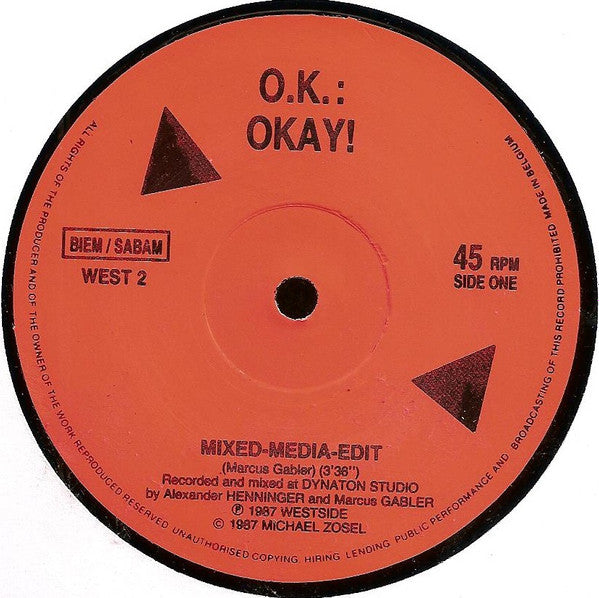 O.K.:
OKAY!
BIEM / SABAM
WEST 2
45 RPM
SIDE ONE
MIXED-MEDIA-EDIT
(Marcus Gabler) (3'38")
Recorded and mixed at DYNATON STUDIO
by Alexander HENNINGER and Marcus GABLER
℗ 1987 WESTSIDE
© 1987 MiCHAEL ZOSEL
ALL RIGHTS OF THE PRODUCER AND OF THE OWNER OF THE WORK REPRODUCED RESERVED UNAUTHORISED COPYING, HIRING, LENDING, PUBLIC PERFORMANCE AND BROADCASTING OF THIS RECORD PROHIBITED MADE IN BELGIUM